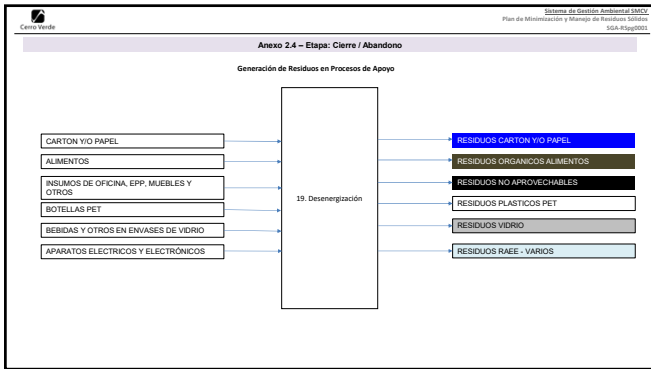 Cerro Verde
Sistema de Gestión Ambiental SMCV
Plan de Minimización y Manejo de Residuos Sólidos
SGA-RSpg0001
Anexo 2.4 – Etapa: Cierre / Abandono
Generación de Residuos en Procesos de Apoyo
CARTON Y/O PAPEL
ALIMENTOS
INSUMOS DE OFICINA, EPP, MUEBLES Y
OTROS
BOTELLAS PET
BEBIDAS Y OTROS EN ENVASES DE VIDRIO
APARATOS ELECTRICOS Y ELECTRÓNICOS
19. Desenergización
RESIDUOS CARTON Y/O PAPEL
RESIDUOS ORGANICOS ALIMENTOS
RESIDUOS NO APROVECHABLES
RESIDUOS PLASTICOS PET
RESIDUOS VIDRIO
RESIDUOS RAEE - VARIOS